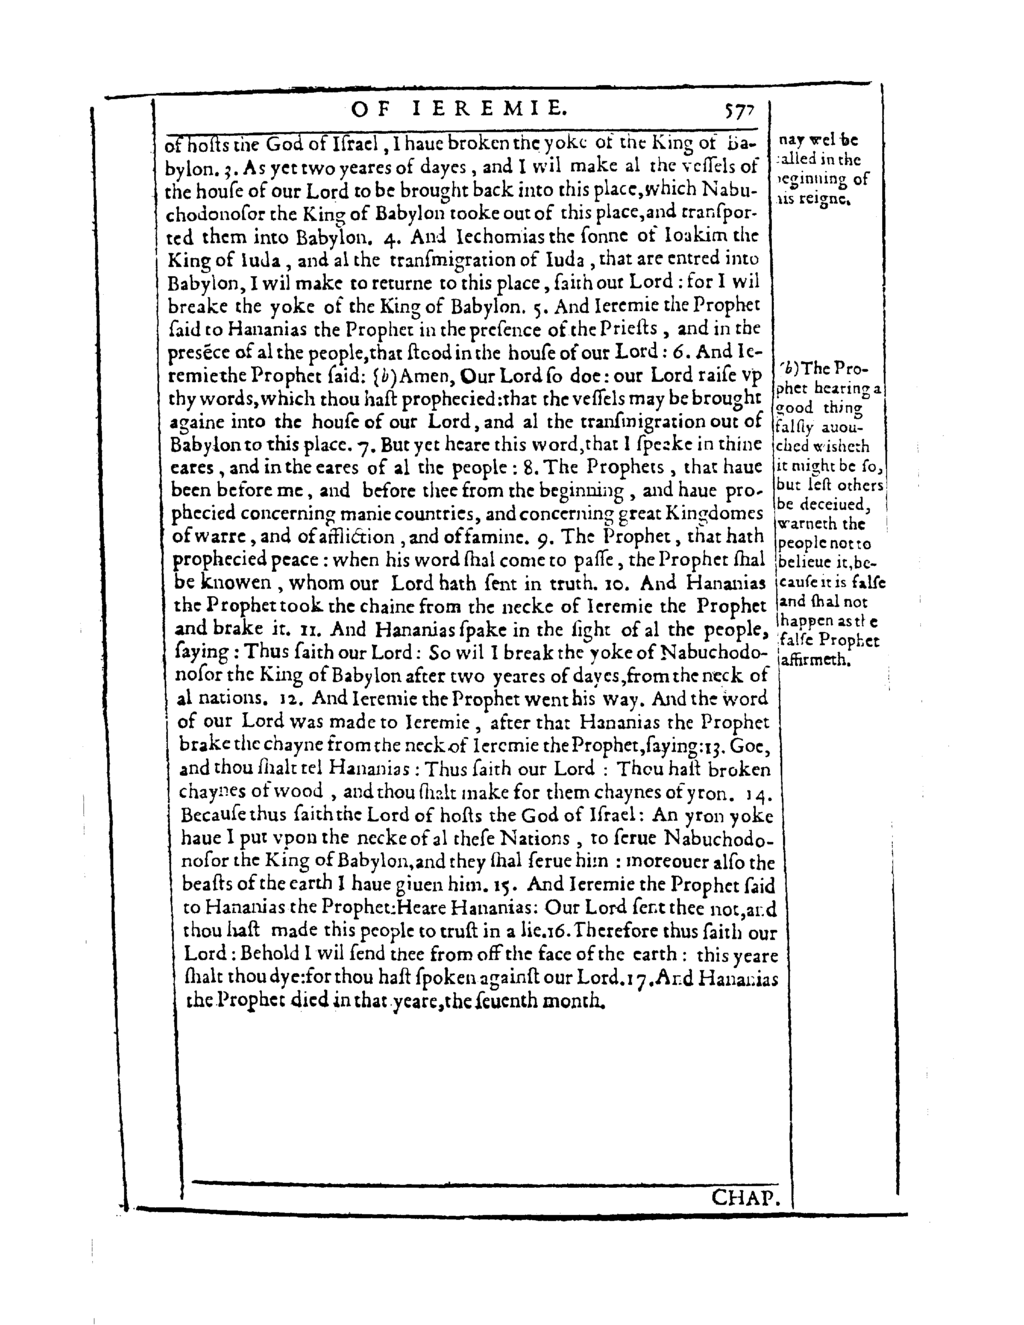 OF IEREMIE. 577
of hoſts the God of Iſrael , I haue broken the yoke of the King of Ba-
bylon. 3. As yet two yeares of dayes , and I wil make al the veſſels of
the houſe of our Lord to be brought back into this place,which Nabu-
chodonoſor the King of Babylon tooke out of this place,and tranſpor-
ted them into Babylon. 4. And Iechomias the ſonne of Ioakim the
King of Iuda , and al the tranſmigration of Iuda , that are entred into
Babylon, I wil make to returne to this place , ſaith our Lord : for I wil
breake the yoke of the King of Babylon. 5. And Ieremie the Prophet
ſaid to Hananias the Prophet in the preſence of the Prieſts , and in the
presēce of al the people,that ſtood in the houſe of our Lord : 6. And Ie-
remie the Prophet ſaid: (b) Amen, Our Lord ſo doe : our Lord raiſe vp
thy words,which thou haſt prophecied:that the veſſels may be brought
againe into the houſe of our Lord, and al the tranſmigration out of
Babylon to this place. 7. But yet heare this word,that I ſpeake in thine
eares , and in the eares of al the people : 8. The Prophets , that haue
been before me , and before thee from the beginning , and haue pro-
phecied concerning manie countries, and concerning great Kingdomes
of warre , and of affliction , and of famine. 9. The Prophet , that hath
prophecied peace : when his word ſhal come to paſſe , the Prophet ſhal
be knowen , whom our Lord hath ſent in truth. 10. And Hananias
the Prophet took the chaine from the necke of Ieremie the Prophet
and brake it. 11. And Hananias ſpake in the ſight of al the people,
ſaying : Thus ſaith our Lord : So wil I break the yoke of Nabuchodo-
noſor the King of Babylon after two yeares of dayes,from the neck of
al nations. 12. And Ieremie the Prophet went his way. And the word
of our Lord was made to Ieremie , after that Hananias the Prophet
brake the chayne from the neck of Ieremie the Prophet,ſaying:13. Goe,
and thou ſhalt tel Hananias : Thus ſaith our Lord : Thou haſt broken
chaynes of wood , and thou ſhalt make for them chaynes of yron. 14.
Becauſe thus ſaith the Lord of hoſts the God of Iſrael : An yron yoke
haue I put vpon the necke of al theſe Nations , to ſerue Nabuchodo-
noſor the King of Babylon,and they ſhal ſerue him : moreouer alſo the
beaſts of the earth I haue giuen him. 15. And Ieremie the Prophet ſaid
to Hananias the Prophet:Heare Hananias: Our Lord ſent thee not,and
thou haſt made this people to truſt in a lie.16. Therefore thus ſaith our
Lord : Behold I wil ſend thee from off the face of the earth : this yeare
ſhalt thou dye:for thou haſt ſpoken againſt our Lord.17. And Hananias
the Prophet died in that yeare,the ſeuenth month.
nay wel be
alled in the
eginning of
is reigne.
b) The Pro-
phet hearing a
good thing
falſly auou-
ched wisheth
it might be ſo,
but leſt others
be deceiued,
warneth the
people not to
belieue it,be-
cauſe it is falſe
and ſhal not
happen as the
falſe Prophet
affirmeth.
CHAP.